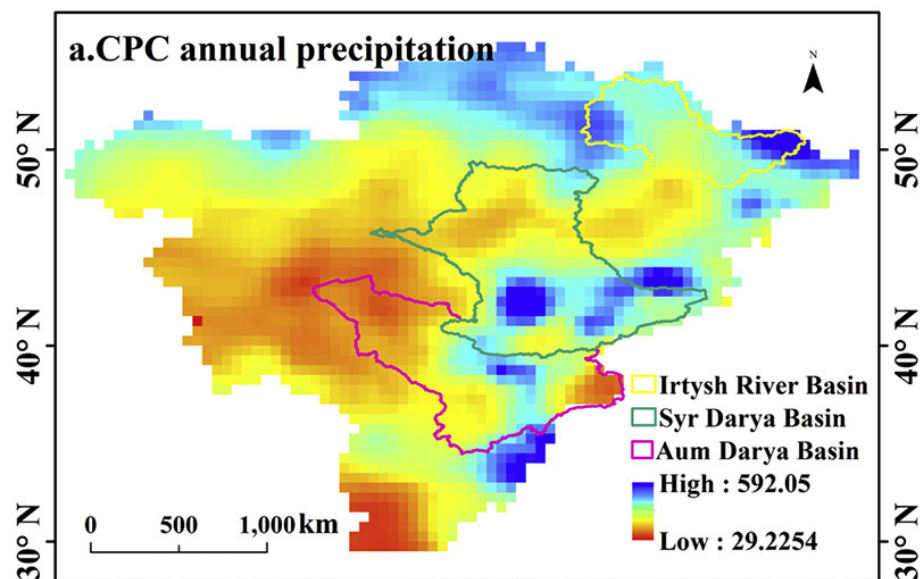 a.CPC annual precipitation
N
50° N
50° N
40° N
40° N
30° N
30° N
Irtysh River Basin
Syr Darya Basin
Aum Darya Basin
High : 592.05
Low : 29.2254
0 500 1,000 km